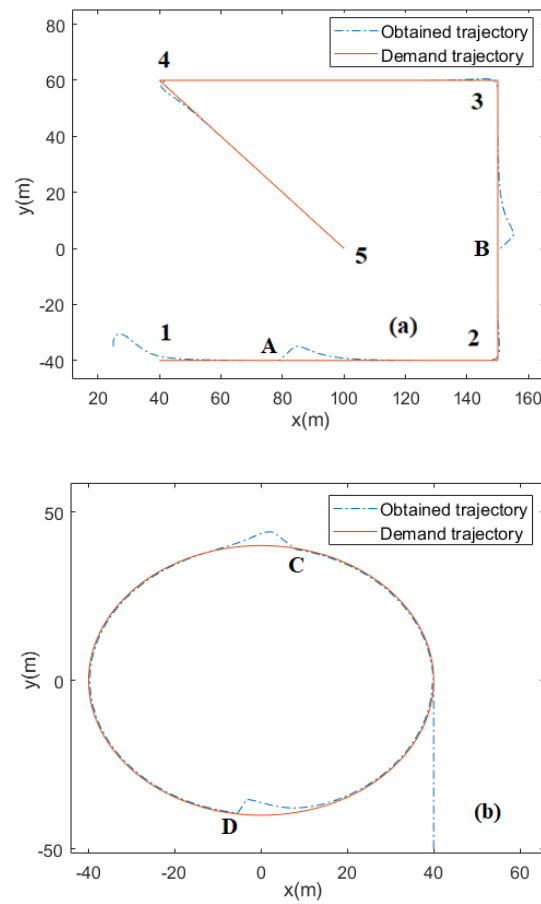 80
60
40
20
0
-20
-40
y(m)
4
Obtained trajectory
Demand trajectory
3
B
5
1
A
(a)
2
20 40 60 80 100 120 140 160
x(m)
50
0
-50
y(m)
Obtained trajectory
Demand trajectory
C
D
(b)
-40 -20 0 20 40 60
x(m)